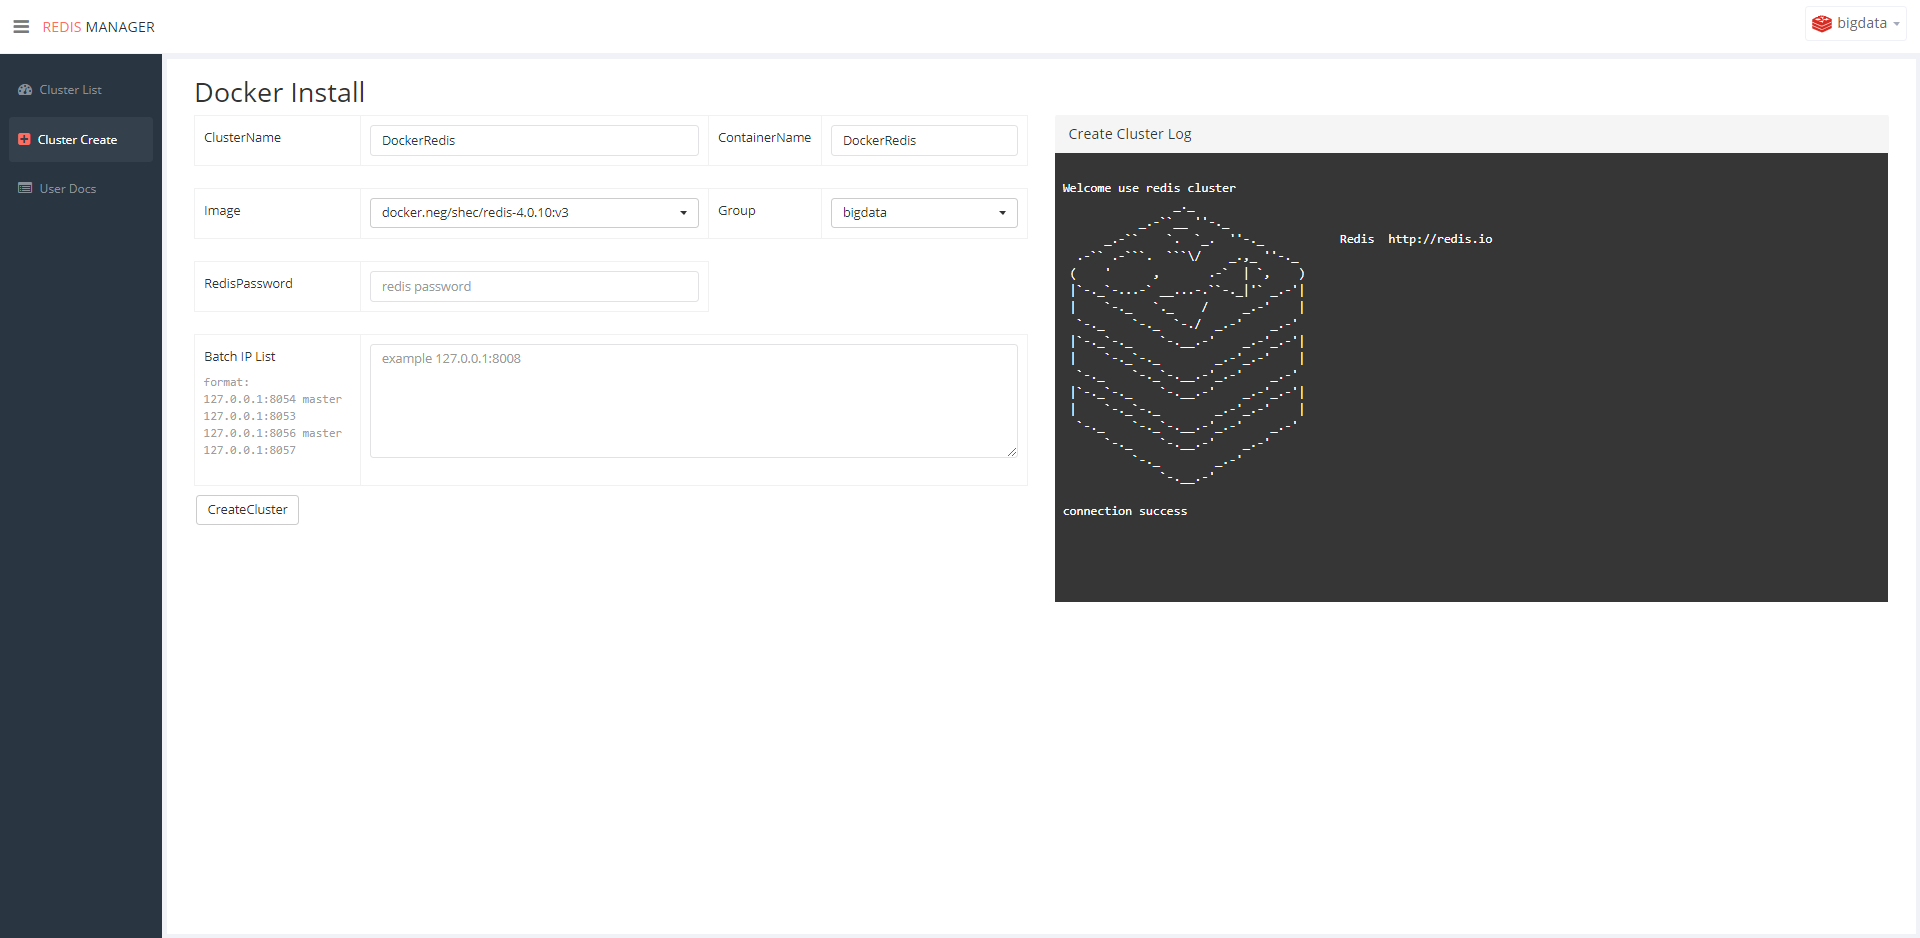 REDIS MANAGER
bigdata
Cluster List
Cluster Create
User Docs
Docker Install
ClusterName
DockerRedis
ContainerName
DockerRedis
Image
docker.neg/shec/redis-4.0.10:v3
Group
bigdata
RedisPassword
redis password
Batch IP List
format:
127.0.0.1:8054 master
127.0.0.1:8053
127.0.0.1:8056 master
127.0.0.1:8057
example 127.0.0.1:8008
CreateCluster
Create Cluster Log
Welcome use redis cluster
Redis http://redis.io
connection success